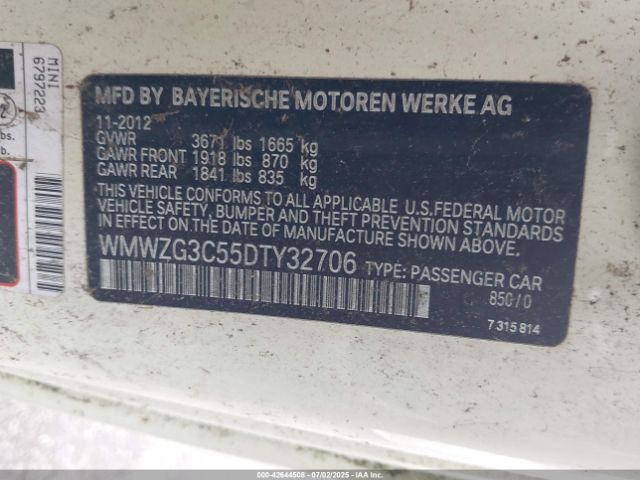 MINI
67977223
lbs.
lb.
MFD BY BAYERISCHE MOTOREN WERKE AG
11-2012
GVWR 3671 lbs 1665 kg
GAWR FRONT 1918 lbs 870 kg
GAWR REAR 1841 lbs 835 kg
THIS VEHICLE CONFORMS TO ALL APPLICABLE U.S.FEDERAL MOTOR
VEHICLE SAFETY, BUMPER AND THEFT PREVENTION STANDARDS
IN EFFECT ON THE DATE OF MANUFACTURE SHOWN ABOVE.
WMWZG3C55DTY32706 TYPE: PASSENGER CAR
850/0
7 315 814
000-42644508 - 07/02/2025 - IAA Inc.